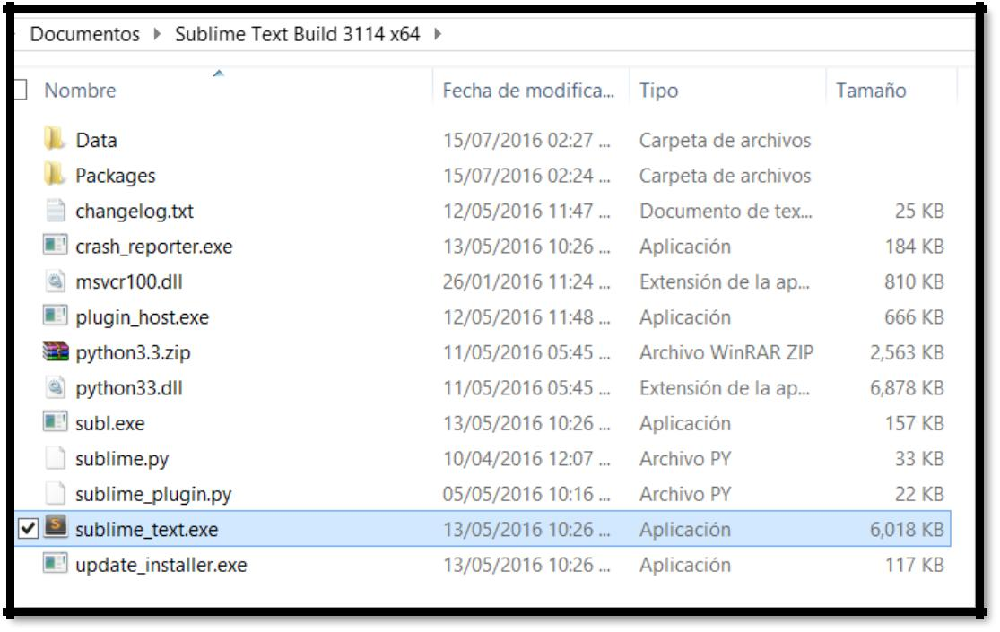 Documentos Sublime Text Build 3114 x64
Nombre Fecha de modifica... Tipo Tamaño
Data 15/07/2016 02:27 ... Carpeta de archivos
Packages 15/07/2016 02:24 ... Carpeta de archivos
changelog.txt 12/05/2016 11:47 ... Documento de tex... 25 KB
crash_reporter.exe 13/05/2016 10:26 ... Aplicación 184 KB
msvcr100.dll 26/01/2016 11:24 ... Extensión de la ap... 810 KB
plugin_host.exe 12/05/2016 11:48 ... Aplicación 666 KB
python3.3.zip 11/05/2016 05:45 ... Archivo WinRAR ZIP 2,563 KB
python33.dll 11/05/2016 05:45 ... Extensión de la ap... 6,878 KB
subl.exe 13/05/2016 10:26 ... Aplicación 157 KB
sublime.py 10/04/2016 12:07 ... Archivo PY 33 KB
sublime_plugin.py 05/05/2016 10:16 ... Archivo PY 22 KB
sublime_text.exe 13/05/2016 10:26 ... Aplicación 6,018 KB
update_installer.exe 13/05/2016 10:26 ... Aplicación 117 KB